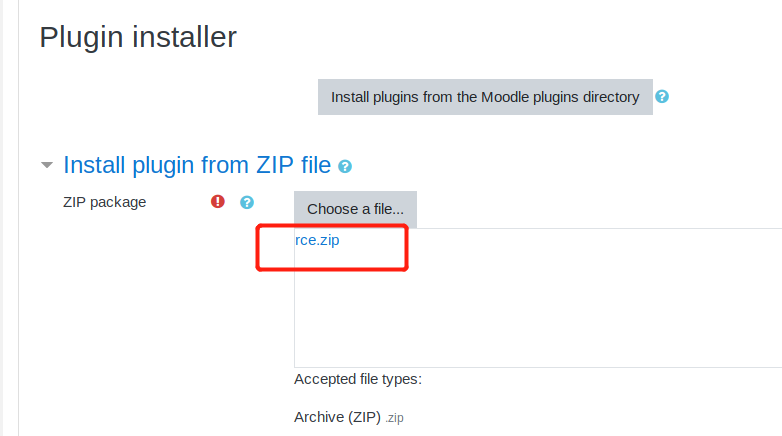 Plugin installer
Install plugins from the Moodle plugins directory
Install plugin from ZIP file
ZIP package
Choose a file...
rce.zip
Accepted file types:
Archive (ZIP) .zip